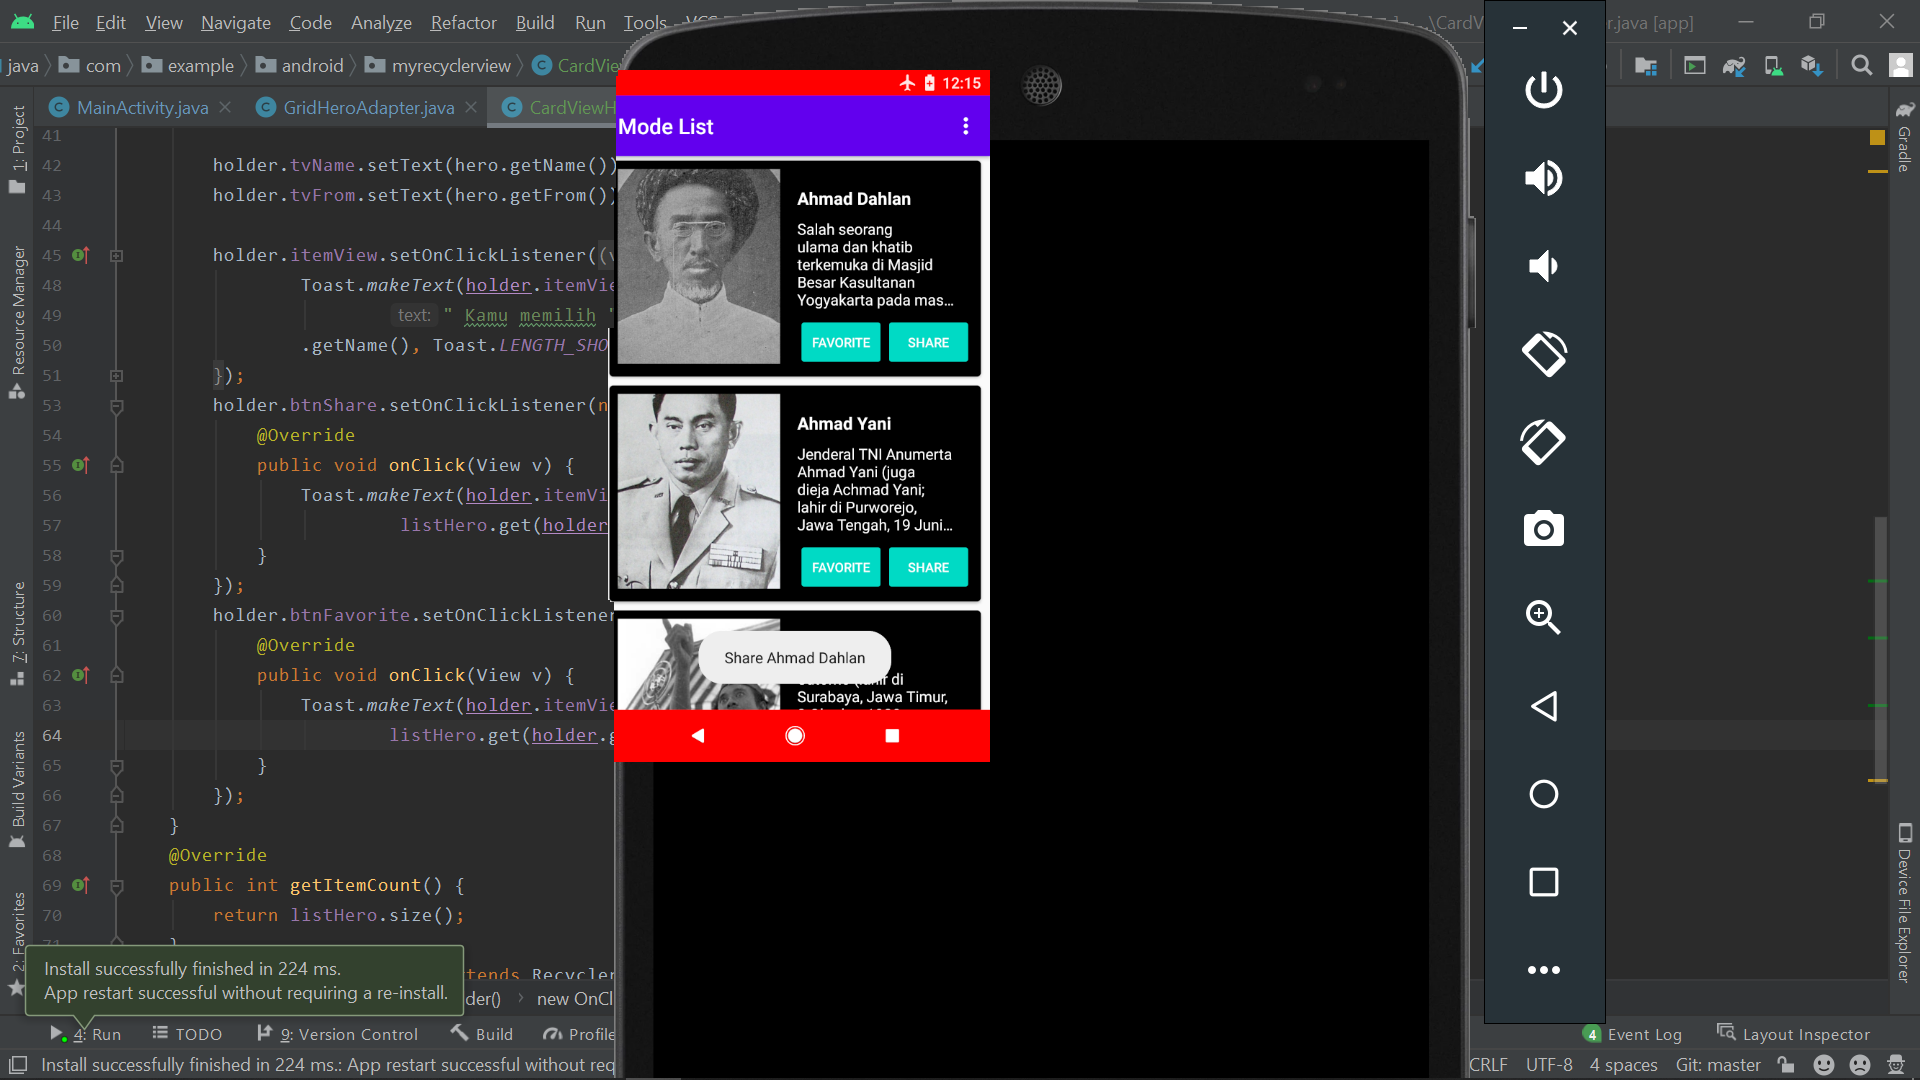 File Edit View Navigate Code Analyze Refactor Build Run Tools
r.java [app]
java com example android myrecyclerview
MainActivity.java
GridHeroAdapter.java
1: Project
Resource Manager
7: Structure
Build Variants
2: Favorites
41
42 holder.tvName.setText(hero.getName())
43 holder.tvFrom.setText(hero.getFrom())
44
45 holder.itemView.setOnClickListener(
48 Toast.makeText(holder.itemVi
49 text: " Kamu memilih "
50 .getName(), Toast.LENGTH_SHO
51 });
53 holder.btnShare.setOnClickListener(n
54 @Override
55 public void onClick(View v) {
56 Toast.makeText(holder.itemVi
57 listHero.get(holder
58 }
59 });
60 holder.btnFavorite.setOnClickListener
61 @Override
62 public void onClick(View v) {
63 Toast.makeText(holder.itemVi
64 listHero.get(holder.g
65 }
66 });
67 }
68 @Override
69 public int getItemCount() {
70 return listHero.size();
Install successfully finished in 224 ms.
App restart successful without requiring a re-install.
tends Recycler
der() new OnCl
4: Run TODO 9: Version Control Build Profile
Install successfully finished in 224 ms.: App restart successful without req
12:15
Mode List
Ahmad Dahlan
Salah seorang
ulama dan khatib
terkemuka di Masjid
Besar Kasultanan
Yogyakarta pada mas...
FAVORITE SHARE
Ahmad Yani
Jenderal TNI Anumerta
Ahmad Yani (juga
dieja Achmad Yani;
lahir di Purworejo,
Jawa Tengah, 19 Juni...
FAVORITE SHARE
Share Ahmad Dahlan
Surabaya, Jawa Timur,
Gradle
Device File Explorer
4 Event Log Layout Inspector
CRLF UTF-8 4 spaces Git: master